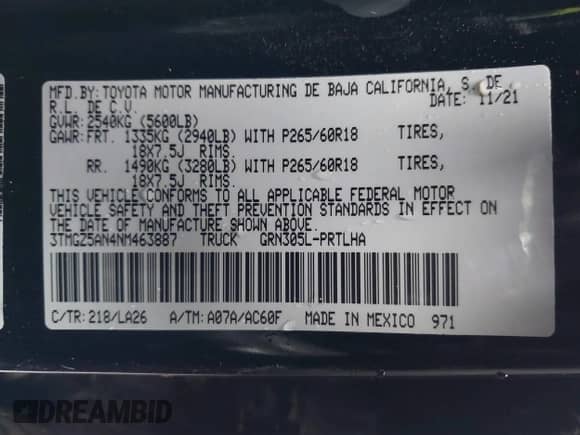 MFD.BY: TOYOTA MOTOR MANUFACTURING DE BAJA CALIFORNIA, S. DE
R.L. DE C.V. DATE: 11/21
GVWR: 2540KG (5600LB)
GAWR: FRT. 1335KG (2940LB) WITH P265/60R18 TIRES,
18X7.5J RIMS.
RR. 1490KG (3280LB) WITH P265/60R18 TIRES,
18X7.5J RIMS.
THIS VEHICLE CONFORMS TO ALL APPLICABLE FEDERAL MOTOR
VEHICLE SAFETY AND THEFT PREVENTION STANDARDS IN EFFECT ON
THE DATE OF MANUFACTURE SHOWN ABOVE.
3TMGZ5AN4NM463887 TRUCK GRN305L-PRTLHA
C/TR: 218/LA26 A/TM: A07A/AC60F MADE IN MEXICO 971
DREAMBID